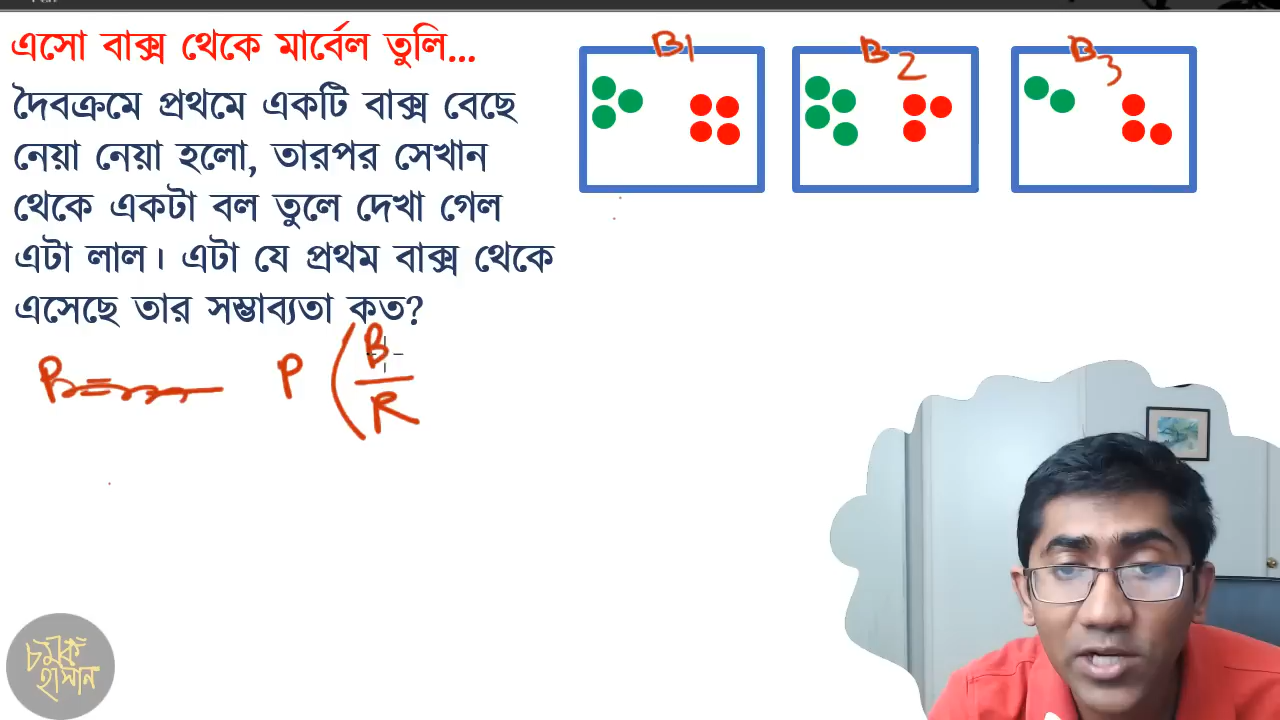 এসো বাক্স থেকে মার্বেল তুলি...
দৈবক্রমে প্রথমে একটি বাক্স বেছে
নেয়া নেয়া হলো, তারপর সেখান
থেকে একটা বল তুলে দেখা গেল
এটা লাল। এটা যে প্রথম বাক্স থেকে
এসেছে তার সম্ভাব্যতা কত?
B1
B2
B3
P (B
R
চমক
হাসান